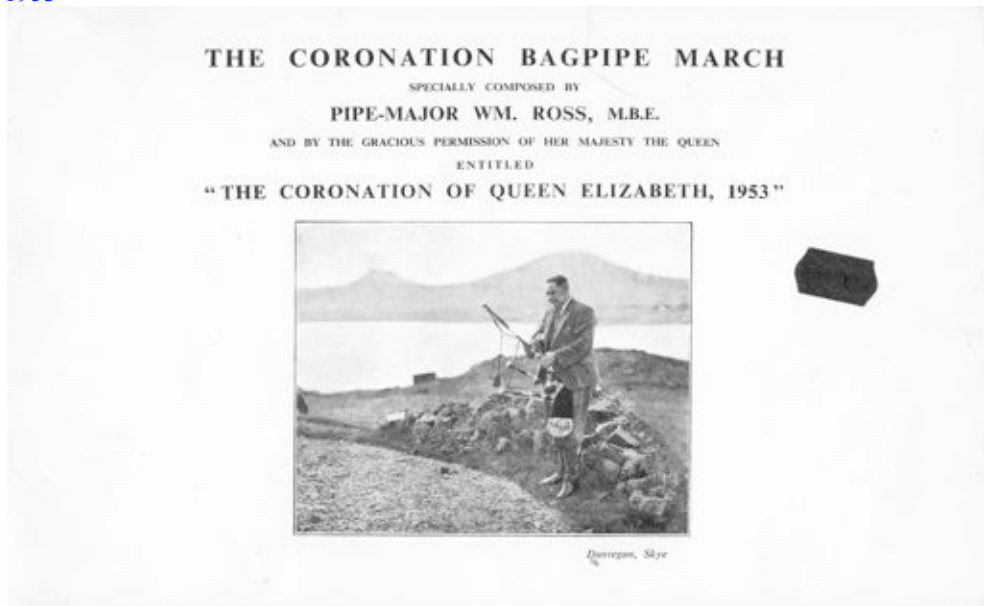 1953
THE CORONATION BAGPIPE MARCH
SPECIALLY COMPOSED BY
PIPE-MAJOR WM. ROSS, M.B.E.
AND BY THE GRACIOUS PERMISSION OF HER MAJESTY THE QUEEN
ENTITLED
"THE CORONATION OF QUEEN ELIZABETH, 1953"
Dunvegan, Skye